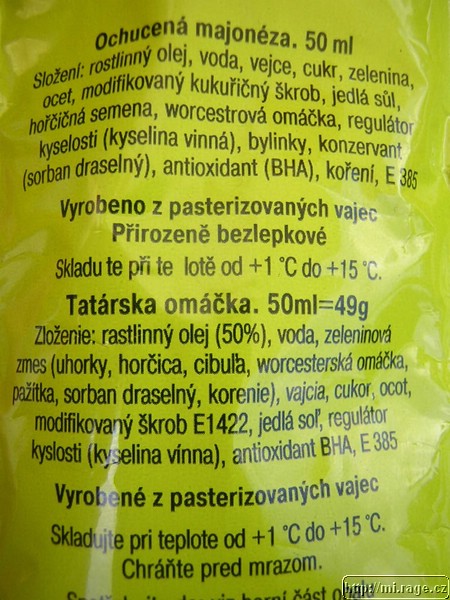 Ochucená majonéza. 50 ml
Složení: rostlinný olej, voda, vejce, cukr, zelenina,
ocet, modifikovaný kukuřičný škrob, jedlá sůl,
hořčičná semena, worcestrová omáčka, regulátor
kyselosti (kyselina vinná), bylinky, konzervant
(sorban draselný), antioxidant (BHA), koření, E 385
Vyrobeno z pasterizovaných vajec
Přirozeně bezlepkové
Skladu te při te lotě od +1 °C do +15 °C.
Tatárska omáčka. 50ml=49g
Zloženie: rastlinný olej (50%), voda, zeleninová
zmes (uhorky, horčica, cibuľa, worcesterská omáčka,
pažítka, sorban draselný, korenie), vajcia, cukor, ocot,
modifikovaný škrob E1422, jedlá soľ, regulátor
kyslosti (kyselina vínna), antioxidant BHA, E 385
Vyrobené z pasterizovaných vajec
Skladujte pri teplote od +1 °C do +15 °C.
Chráňte pred mrazom.
horní část
http://mi.rage.cz